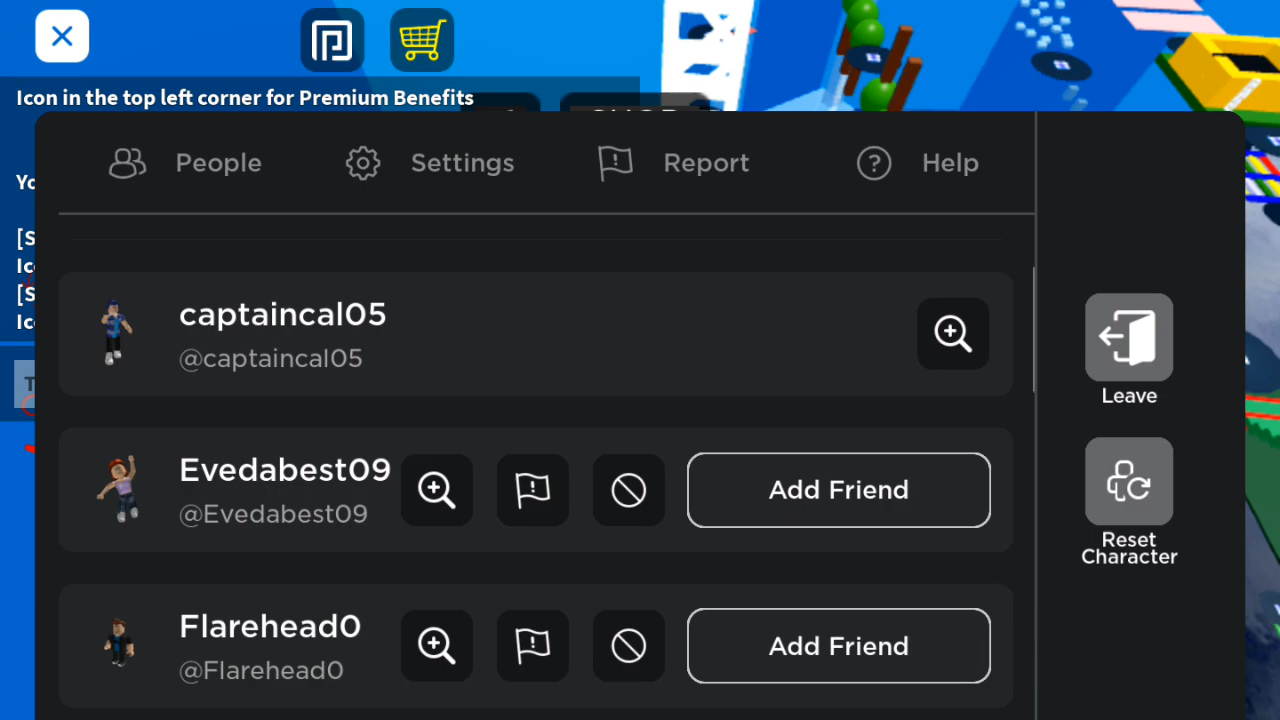 Icon in the top left corner for Premium Benefits
People Settings Report Help
captaincal05
@captaincal05
Leave
Evedabest09
@Evedabest09
Add Friend
Reset
Character
Flarehead0
@Flarehead0
Add Friend